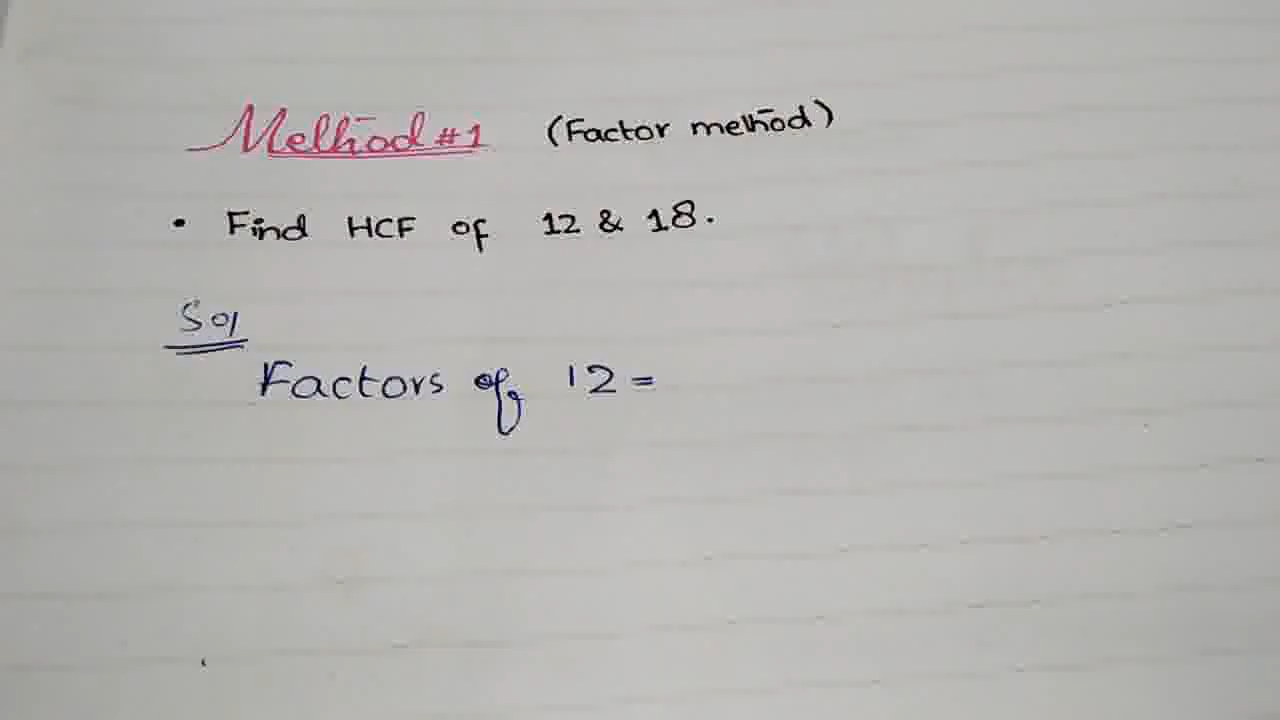 Method #1 (Factor method)
• Find HCF of 12 & 18.
Sol
Factors of 12 =